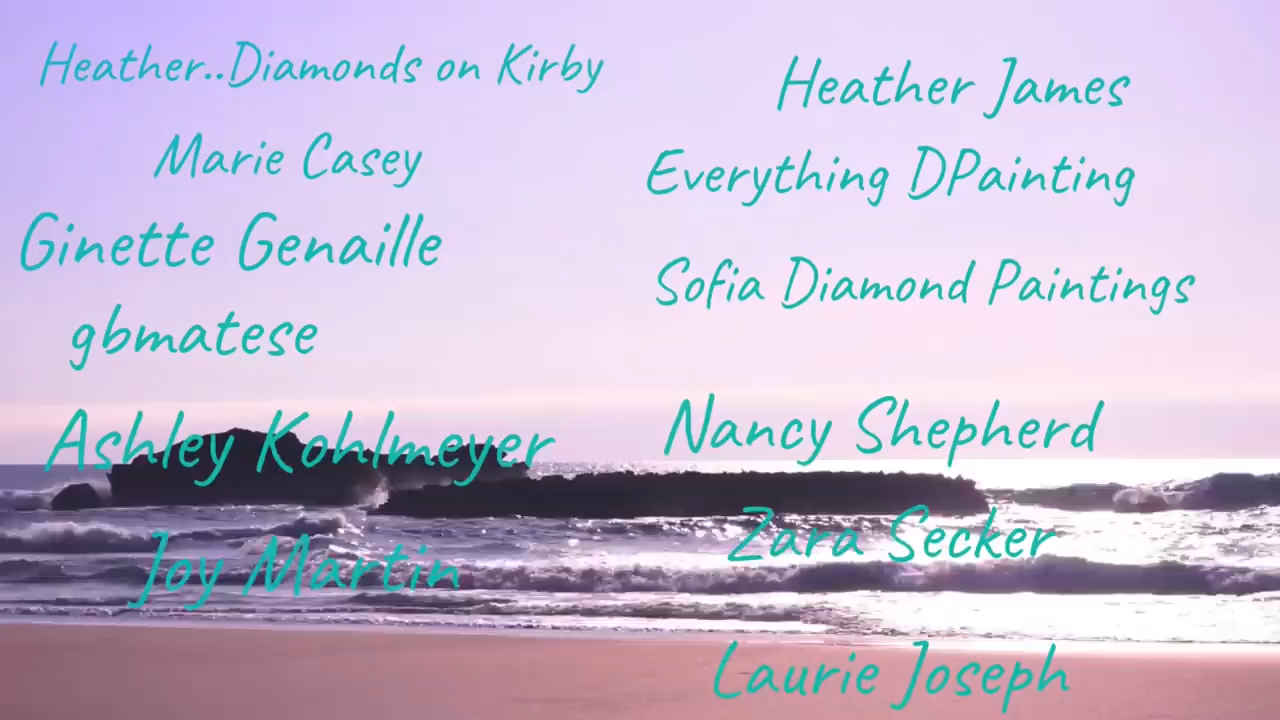 Heather..Diamonds on Kirby
Marie Casey
Ginette Genaille
gbmatese
Ashley Kohlmeyer
Joy Martin
Heather James
Everything DPainting
Sofia Diamond Paintings
Nancy Shepherd
Zara Secker
Laurie Joseph